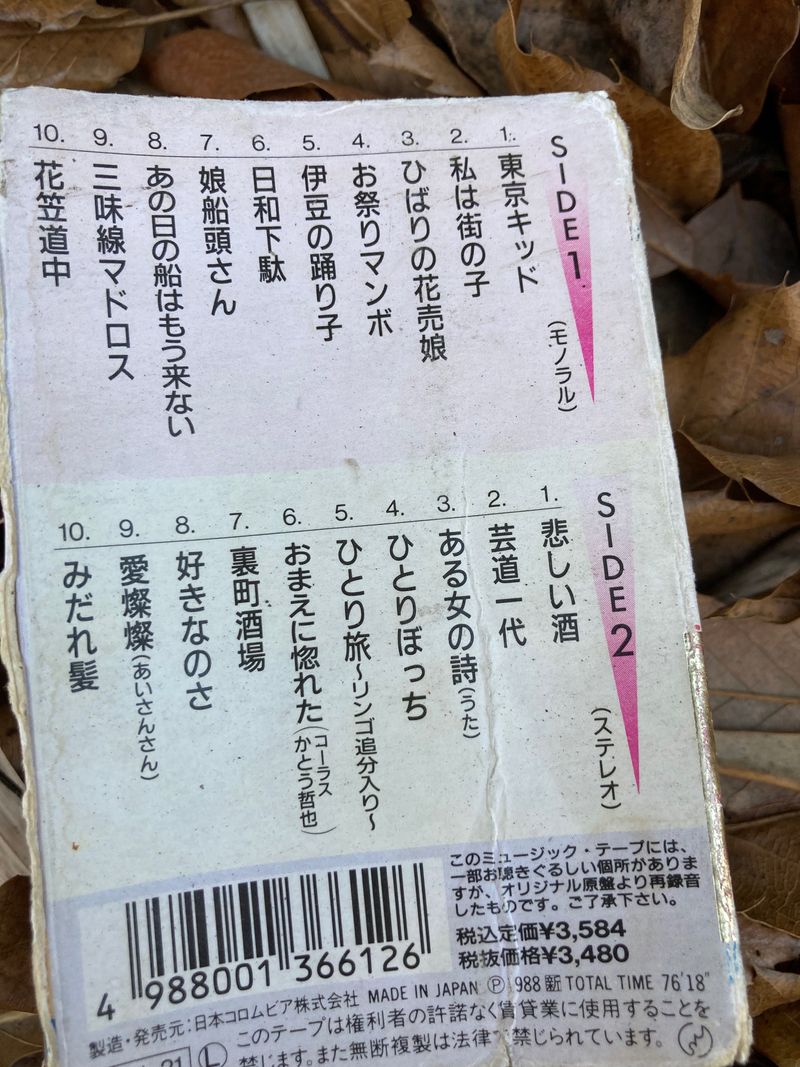 SIDE 1
(モノラル)
1. 東京キッド
2. 私は街の子
3. ひばりの花売娘
4. お祭りマンボ
5. 伊豆の踊り子
6. 日和下駄
7. 娘船頭さん
8. あの日の船はもう来ない
9. 三味線マドロス
10. 花笠道中
SIDE 2
(ステレオ)
1. 悲しい酒
2. 芸道一代
3. ある女の詩(うた)
4. ひとりぼっち
5. ひとり旅〜リンゴ追分入り〜
6. おまえに惚れた(コーラス かとう哲也)
7. 裏町酒場
8. 好きなのさ
9. 愛燦燦(あいさんさん)
10. みだれ髪
このミュージック・テープには、
一部お聴きぐるしい個所がありま
すが、オリジナル原盤より再録音
したものです。ご了承下さい。
税込定価¥3,584
税抜価格¥3,480
4 988001 366126
製造・発売元:日本コロムビア株式会社 MADE IN JAPAN Ⓟ 988 新 TOTAL TIME 76'18"
21 Ⓛ このテープは権利者の許諾なく賃貸業に使用することを
禁じます。また無断複製は法律で禁じられています。